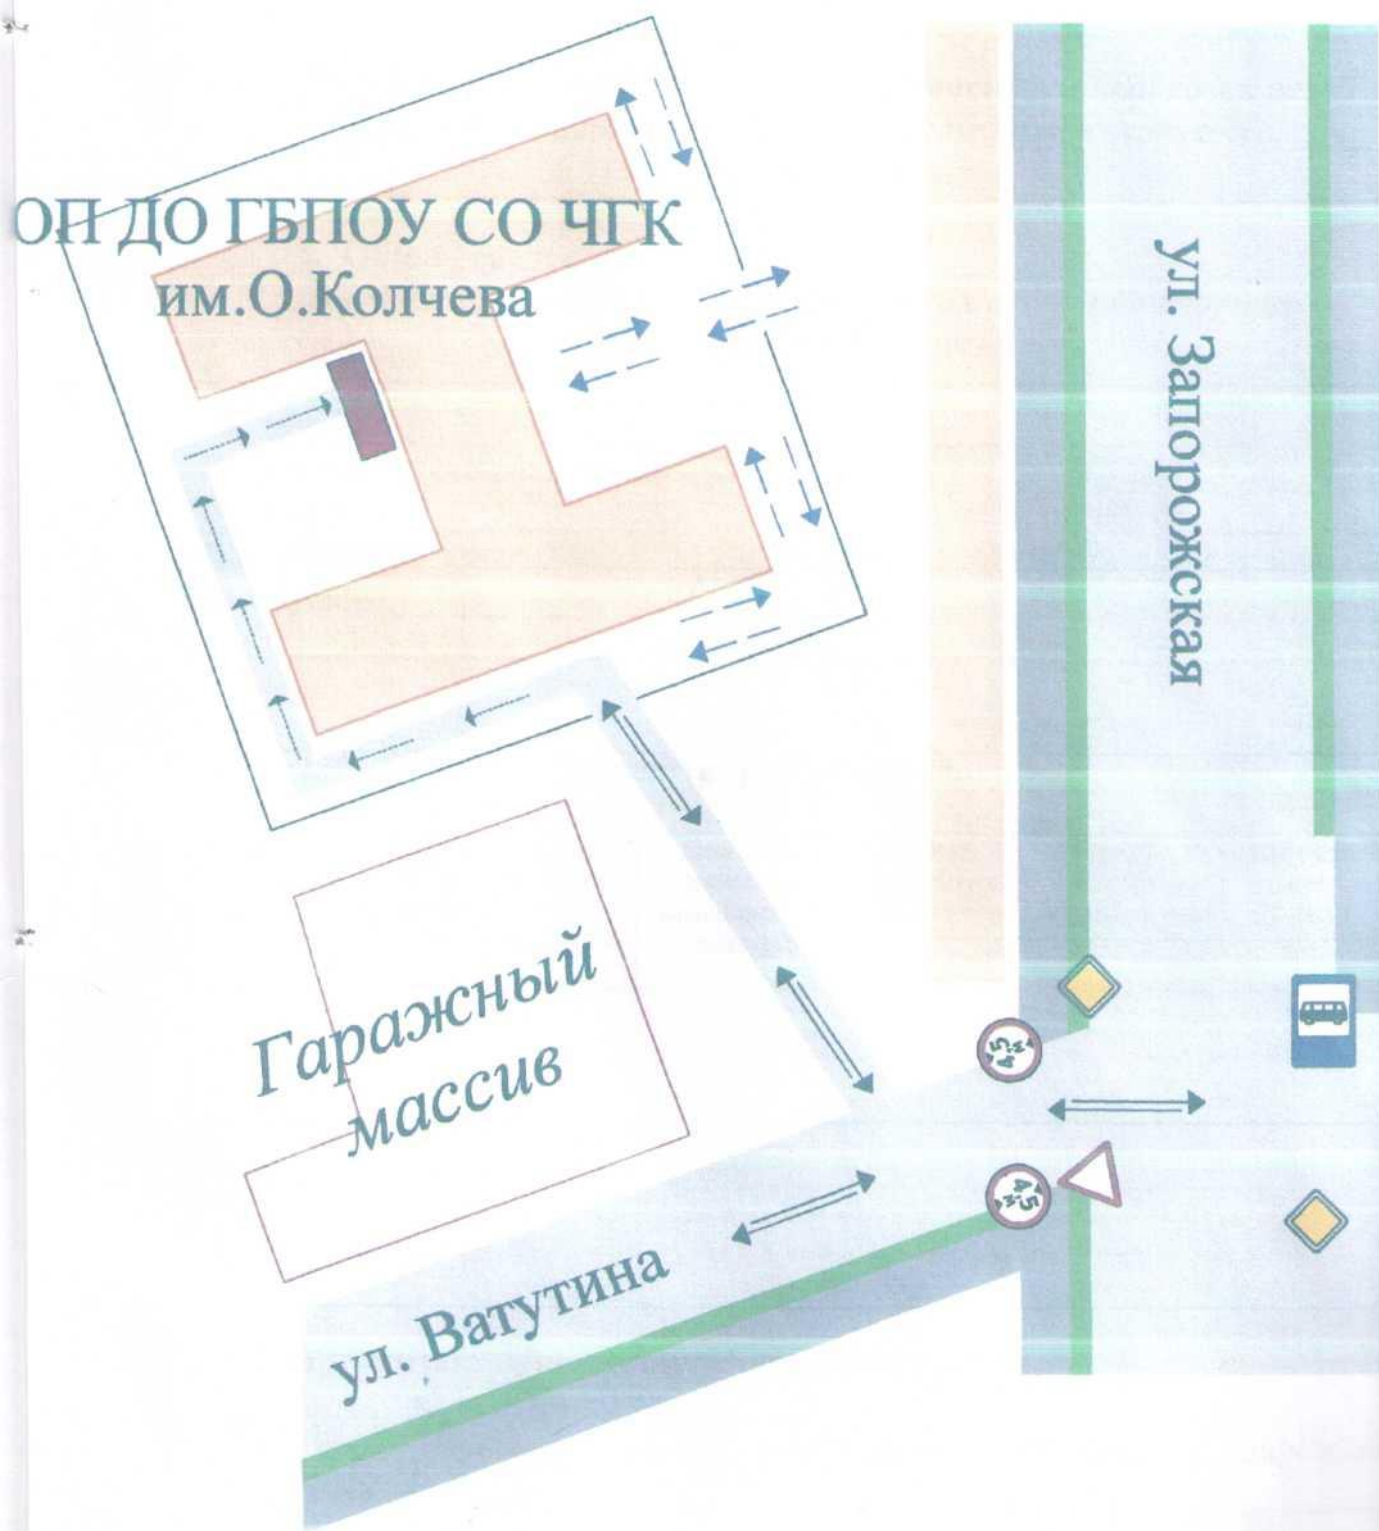 ОП ДО ГБПОУ СО ЧГК
им.О.Колчева
ул. Запорожская
Гаражный
массив
ул. Ватутина